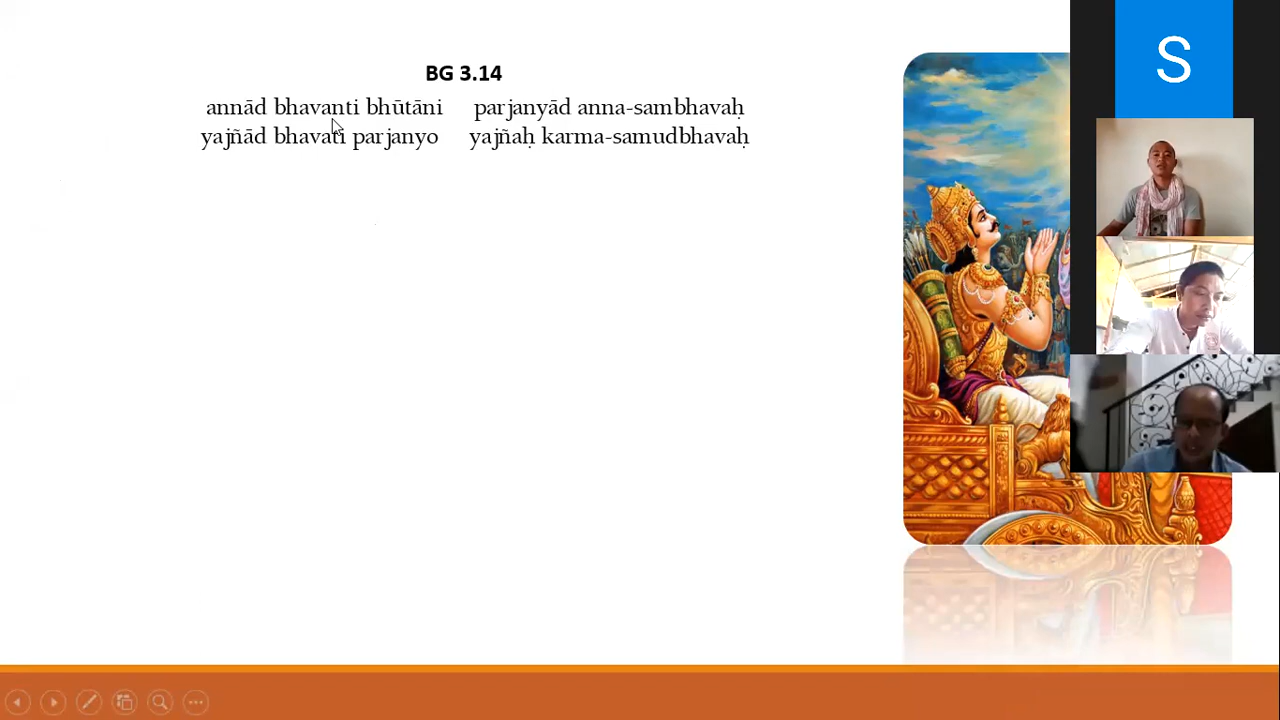 BG 3.14
annād bhavanti bhūtāni parjanyād anna-sambhavaḥ
yajñād bhavati parjanyo yajñaḥ karma-samudbhavaḥ
S